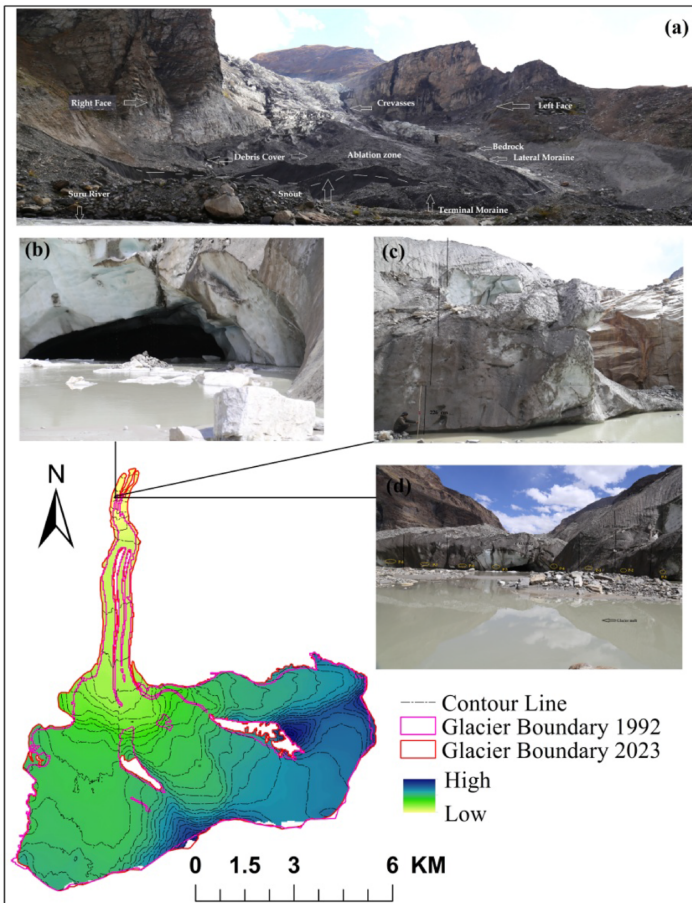 (a)
Right Face
Crevasses
Left Face
Bedrock
Debris Cover
Ablation zone
Lateral Moraine
Suru River
Snout
Terminal Moraine
(b)
(c)
(d)
N
Contour Line
Glacier Boundary 1992
Glacier Boundary 2023
High
Low
0 1.5 3 6 KM